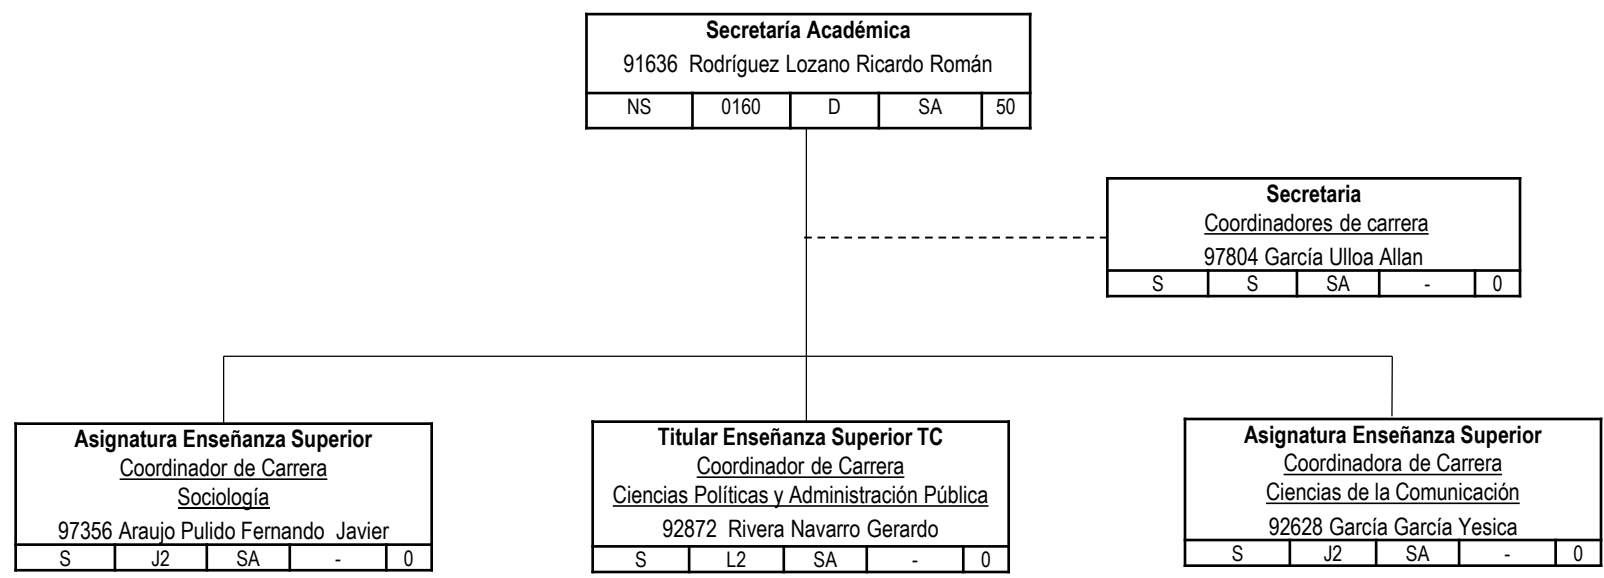 Secretaría Académica
91636 Rodríguez Lozano Ricardo Román
NS 0160 D SA 50
Secretaria
Coordinadores de carrera
97804 García Ulloa Allan
S S SA - 0
Asignatura Enseñanza Superior
Coordinador de Carrera
Sociología
97356 Araujo Pulido Fernando Javier
S J2 SA - 0
Titular Enseñanza Superior TC
Coordinador de Carrera
Ciencias Políticas y Administración Pública
92872 Rivera Navarro Gerardo
S L2 SA - 0
Asignatura Enseñanza Superior
Coordinadora de Carrera
Ciencias de la Comunicación
92628 García García Yesica
S J2 SA - 0